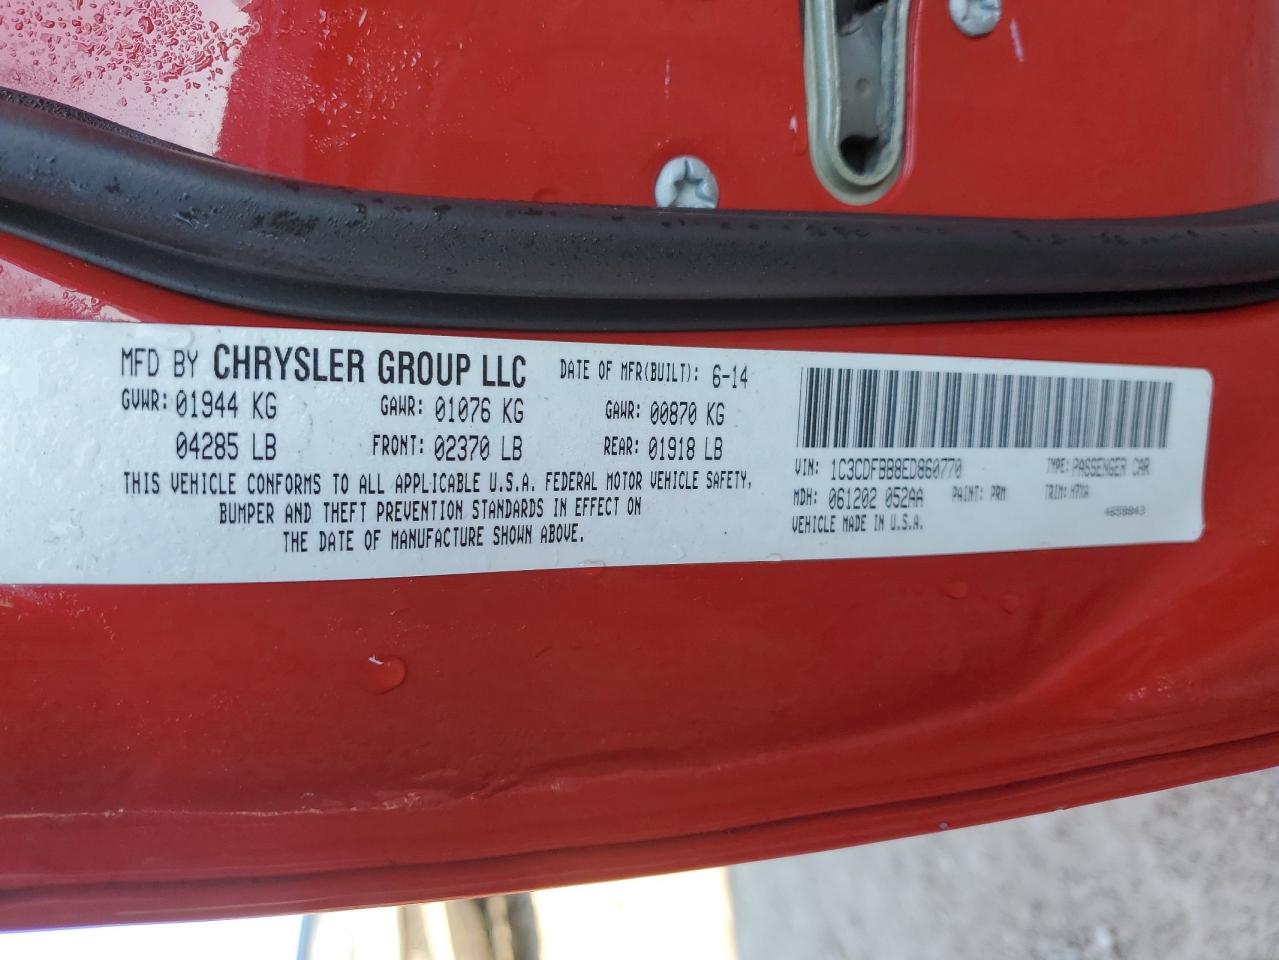 MFD BY CHRYSLER GROUP LLC DATE OF MFR(BUILT): 6-14
GVWR: 01944 KG GAWR: 01076 KG GAWR: 00870 KG
04285 LB FRONT: 02370 LB REAR: 01918 LB
THIS VEHICLE CONFORMS TO ALL APPLICABLE U.S.A. FEDERAL MOTOR VEHICLE SAFETY,
BUMPER AND THEFT PREVENTION STANDARDS IN EFFECT ON
THE DATE OF MANUFACTURE SHOWN ABOVE.
VIN: 1C3CDFBB8ED860770 TYPE: PASSENGER CAR
MDH: 061202 052AA PAINT: PRM TRIM:
VEHICLE MADE IN U.S.A. 4658843